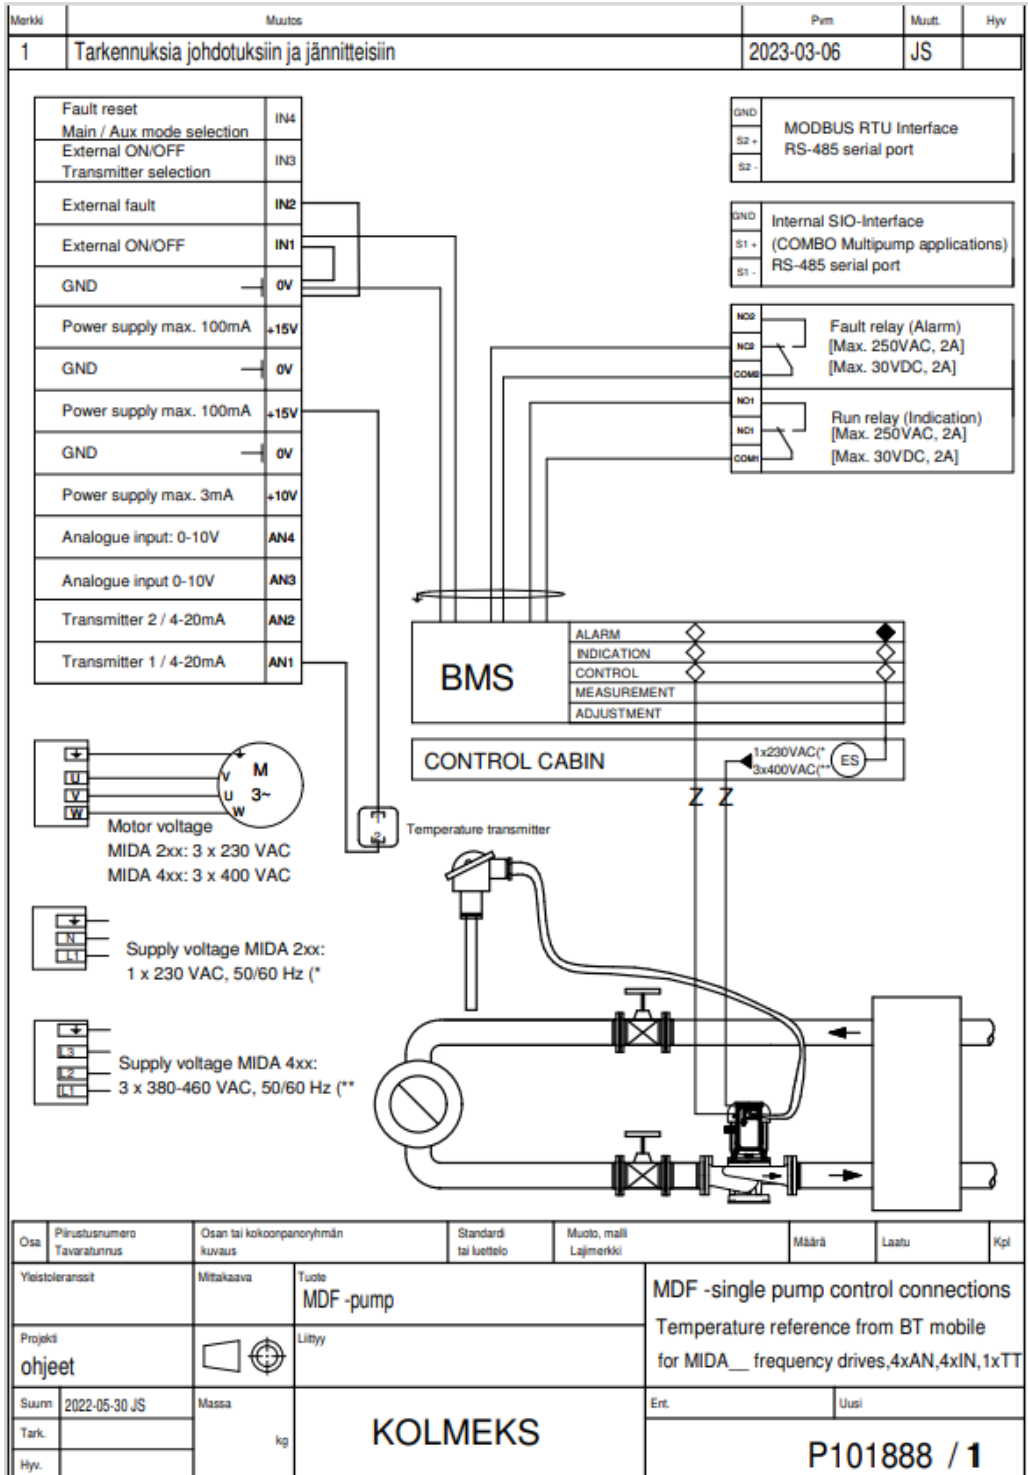 Merkki Muutos Pvm Muutt. Hyv
1 Tarkennuksia johdotuksiin ja jännitteisiin 2023-03-06 JS
Fault reset
Main / Aux mode selection IN4
External ON/OFF
Transmitter selection IN3
External fault IN2
External ON/OFF IN1
GND 0V
Power supply max. 100mA +15V
GND 0V
Power supply max. 100mA +15V
GND 0V
Power supply max. 3mA +10V
Analogue input: 0-10V AN4
Analogue input 0-10V AN3
Transmitter 2 / 4-20mA AN2
Transmitter 1 / 4-20mA AN1
GND
S2 +
S2 -
MODBUS RTU Interface
RS-485 serial port
GND
S1 +
S1 -
Internal SIO-Interface
(COMBO Multipump applications)
RS-485 serial port
NO2
NC2
COM2
Fault relay (Alarm)
[Max. 250VAC, 2A]
[Max. 30VDC, 2A]
NO1
NC1
COM1
Run relay (Indication)
[Max. 250VAC, 2A]
[Max. 30VDC, 2A]
BMS
ALARM
INDICATION
CONTROL
MEASUREMENT
ADJUSTMENT
CONTROL CABIN
1x230VAC(*
3x400VAC(**
ES
Z Z
U
V
W
V
U
W
M
3~
Motor voltage
MIDA 2xx: 3 x 230 VAC
MIDA 4xx: 3 x 400 VAC
1
2
Temperature transmitter
N
L1
Supply voltage MIDA 2xx:
1 x 230 VAC, 50/60 Hz (*
L3
L2
L1
Supply voltage MIDA 4xx:
3 x 380-460 VAC, 50/60 Hz (**
Osa
Piirustusnumero
Tavaratunnus
Osan tai kokoonpanoryhmän
kuvaus
Standardi
tai luettelo
Muoto, malli
Lajimerkki
Määrä
Laatu
Kpl
Yleistoleranssit
Mittakaava
Tuote
MDF -pump
MDF -single pump control connections
Temperature reference from BT mobile
for MIDA__ frequency drives,4xAN,4xIN,1xTT
Projekti
ohjeet
Liittyy
Suunn 2022-05-30 JS
Tark.
Hyv.
Massa
kg
KOLMEKS
Ent.
Uusi
P101888 / 1